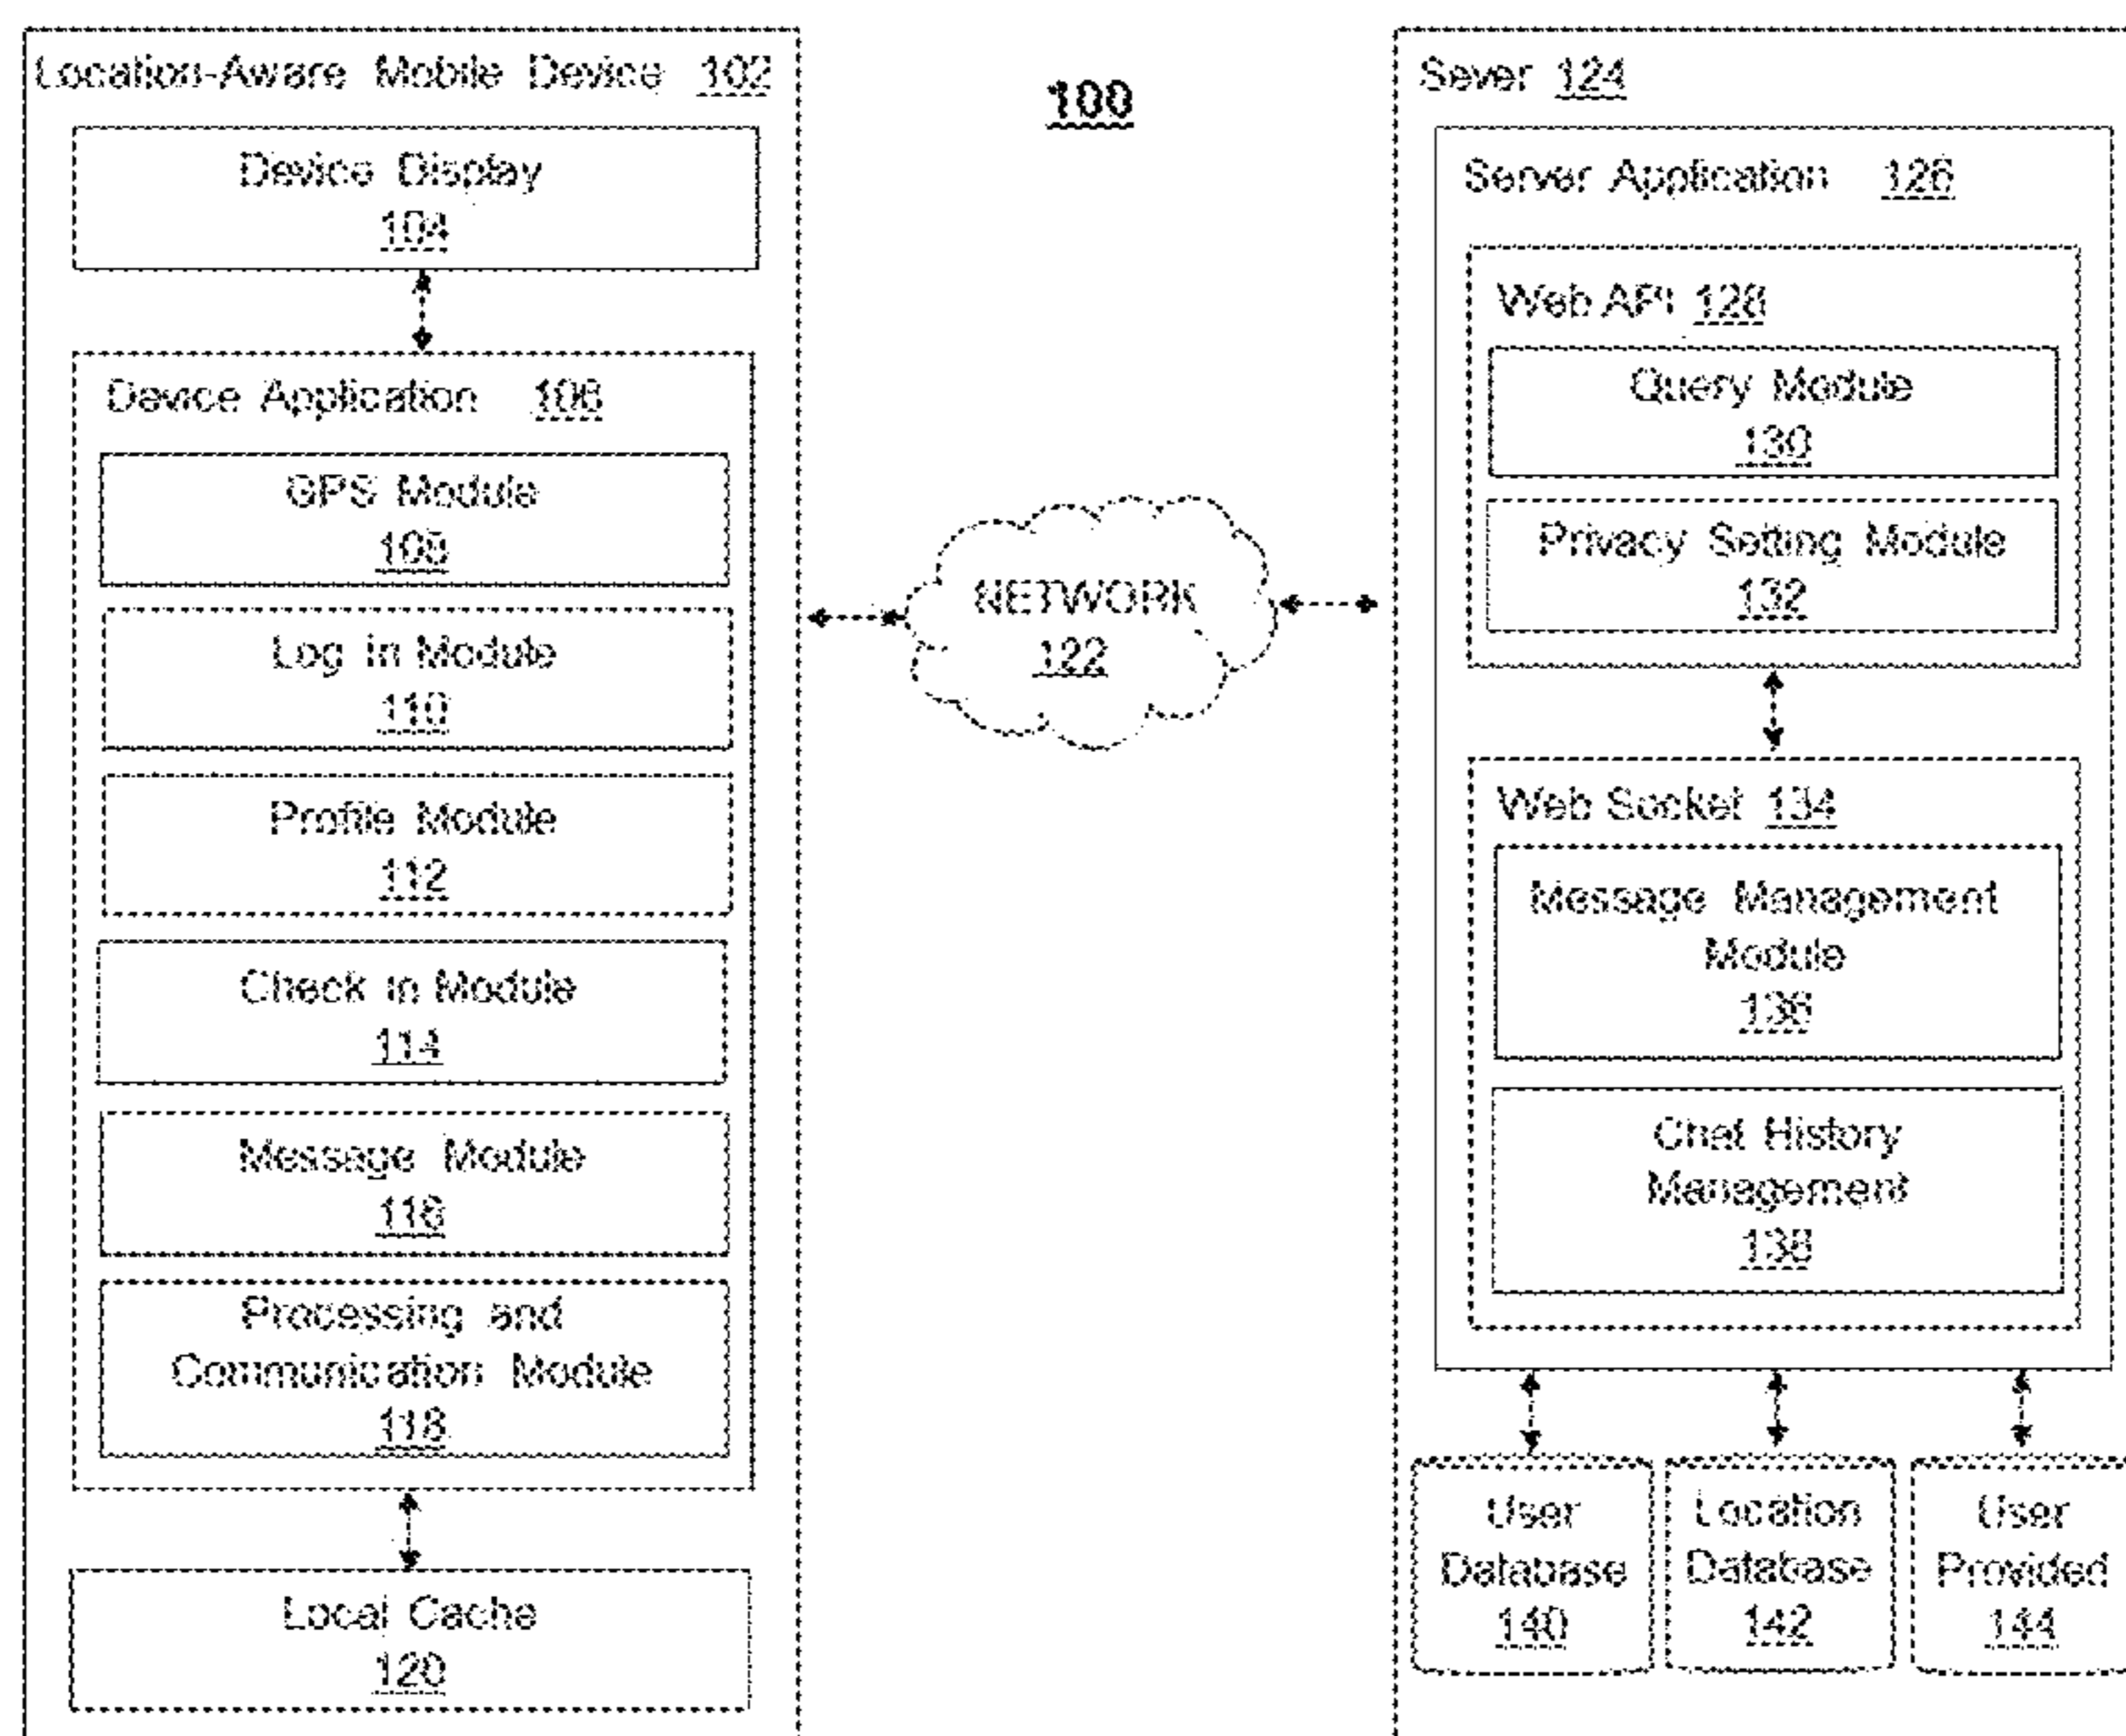 Location-Aware Mobile Device 102
Device Display
104
Device Application 106
GPS Module
108
Log in Module
110
Profile Module
112
Check in Module
114
Message Module
116
Processing and
Communication Module
118
Local Cache
120
100
NETWORK
122
Sever 124
Server Application 126
Web API 128
Query Module
130
Privacy Setting Module
132
Web Socket 134
Message Management
Module
136
Chat History
Management
138
User
Database
140
Location
Database
142
User
Provided
144